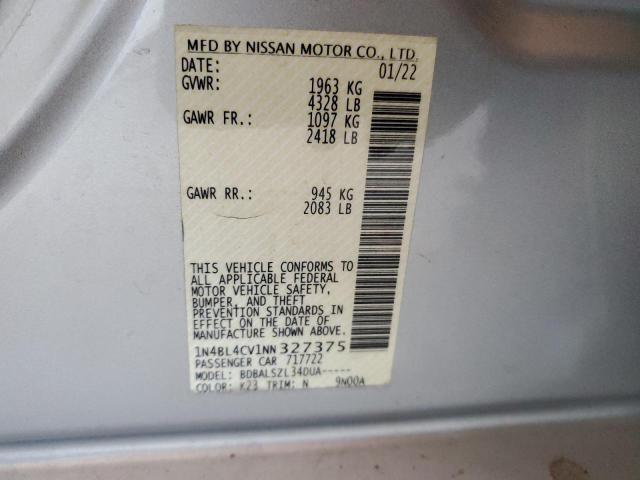 MFD BY NISSAN MOTOR CO., LTD.
DATE: 01/22
GVWR: 1963 KG
4328 LB
GAWR FR.: 1097 KG
2418 LB
GAWR RR.: 945 KG
2083 LB
THIS VEHICLE CONFORMS TO
ALL APPLICABLE FEDERAL
MOTOR VEHICLE SAFETY,
BUMPER, AND THEFT
PREVENTION STANDARDS IN
EFFECT ON THE DATE OF
MANUFACTURE SHOWN ABOVE.
1N4BL4CV1NN327375
PASSENGER CAR 717722
MODEL: BDBALSZL34DUA-----
COLOR: K23 TRIM: N 9N00A